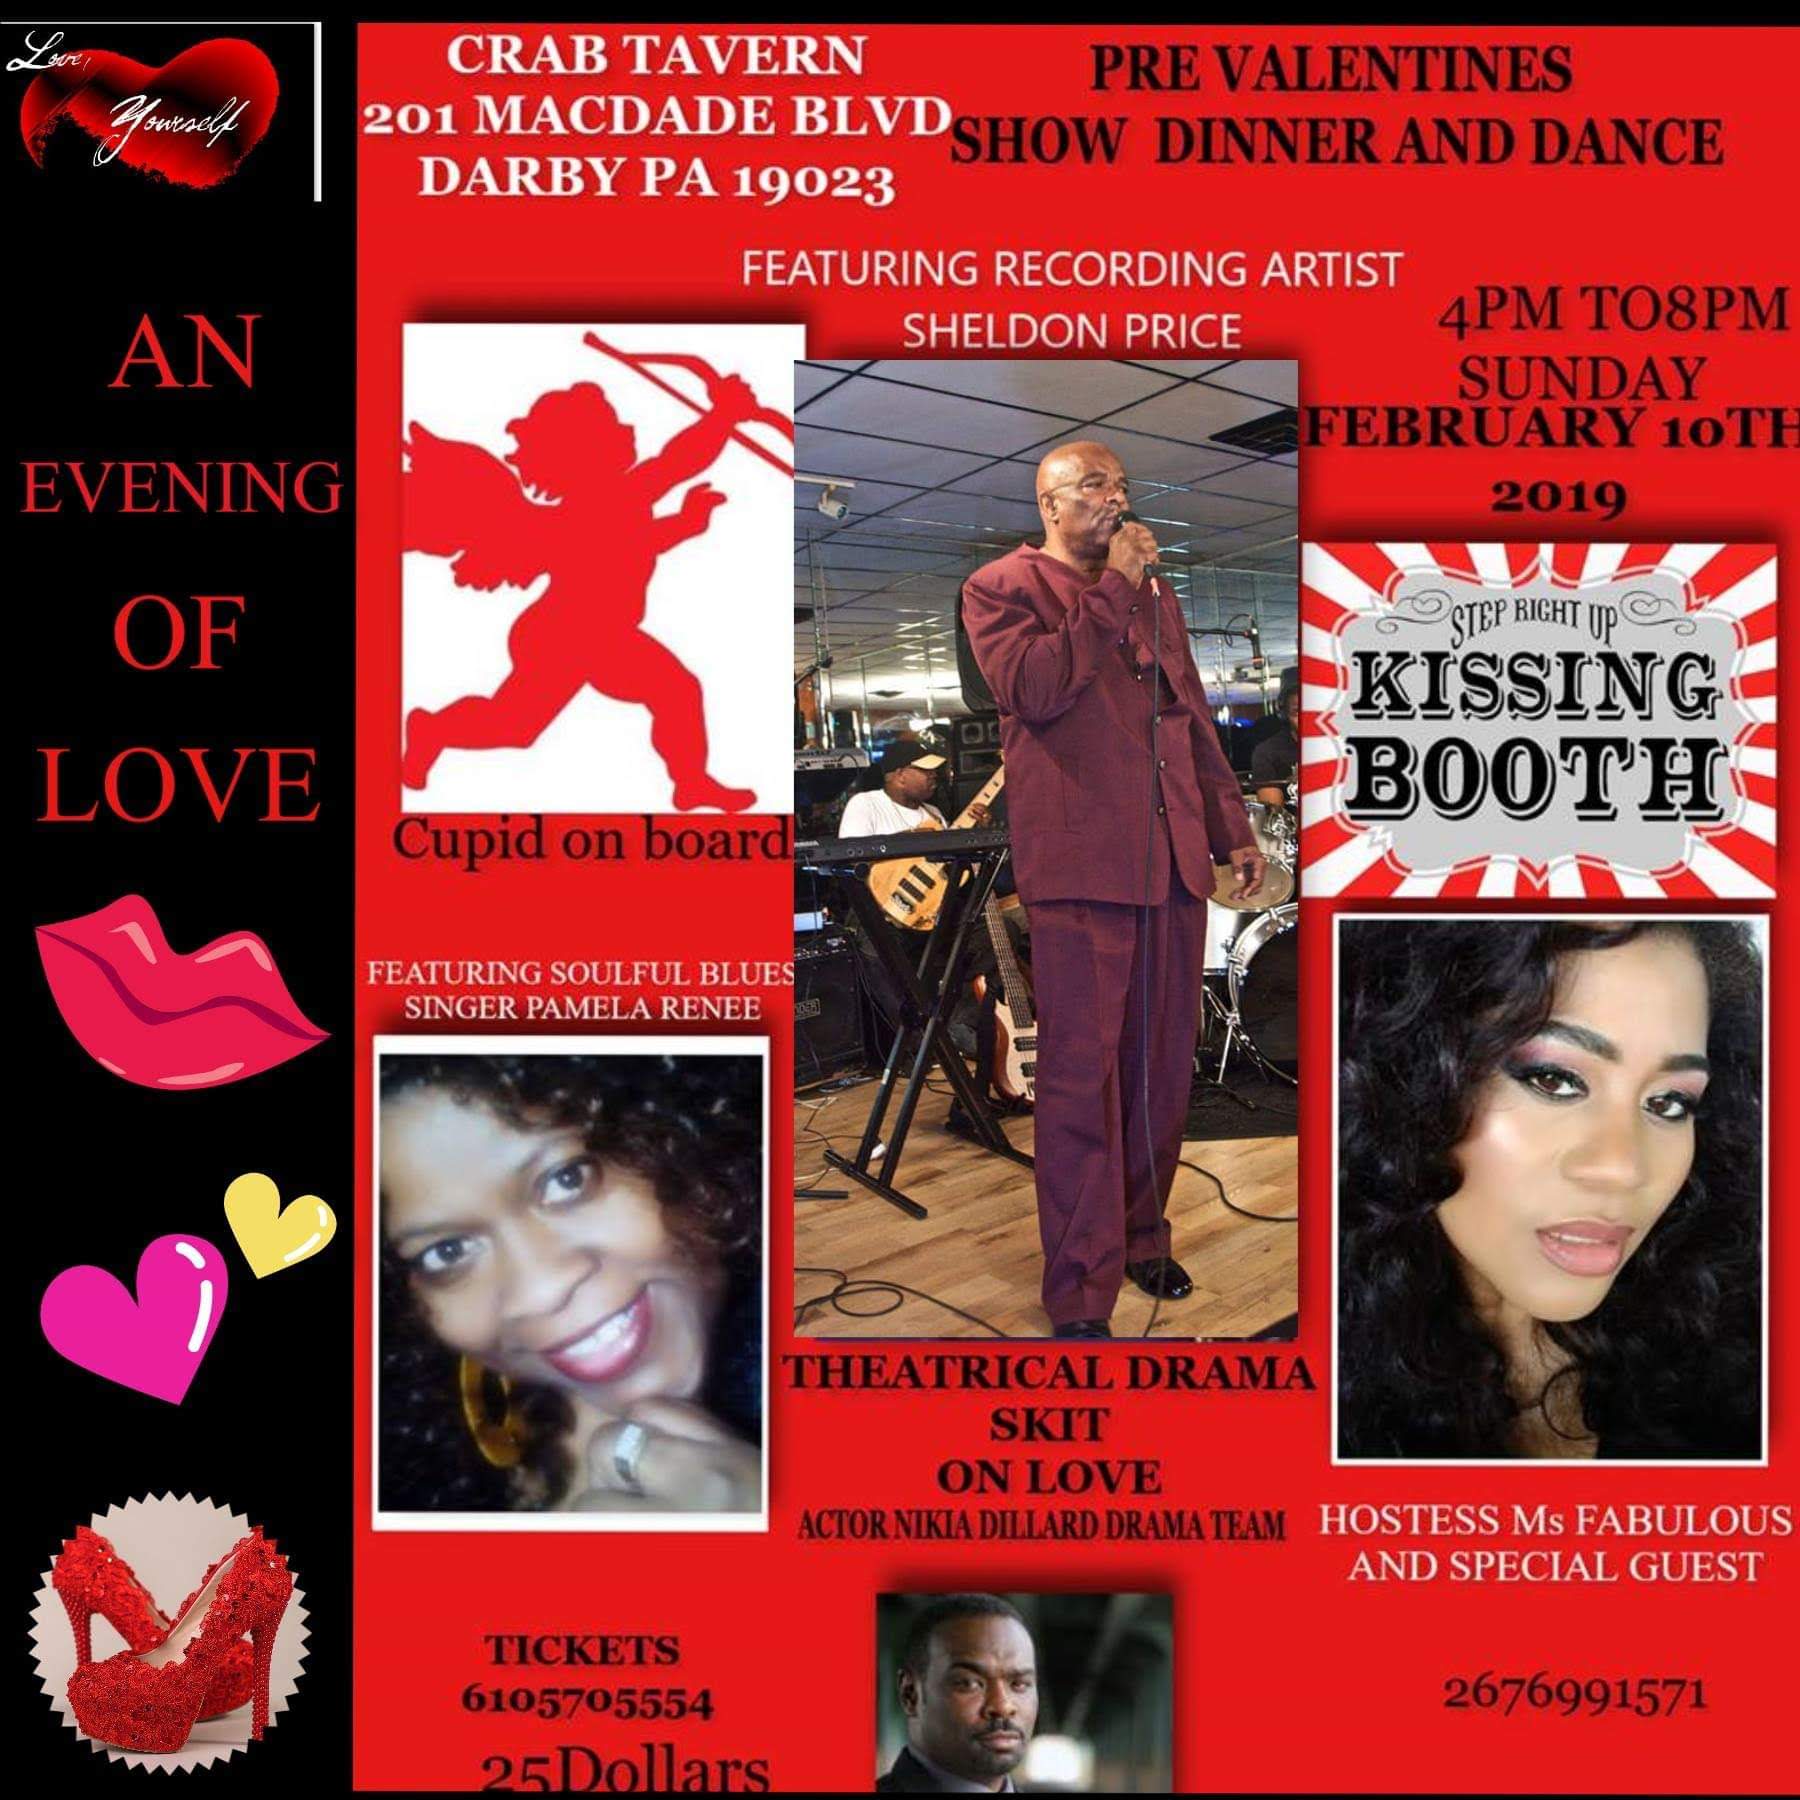 Love,
Yourself
AN
EVENING
OF
LOVE
CRAB TAVERN
201 MACDADE BLVD
DARBY PA 19023
PRE VALENTINES
SHOW DINNER AND DANCE
FEATURING RECORDING ARTIST
SHELDON PRICE
4PM TO8PM
SUNDAY
FEBRUARY 10TH
2019
STEP RIGHT UP
KISSING
BOOTH
Cupid on board
FEATURING SOULFUL BLUES
SINGER PAMELA RENEE
THEATRICAL DRAMA
SKIT
ON LOVE
ACTOR NIKIA DILLARD DRAMA TEAM
HOSTESS Ms FABULOUS
AND SPECIAL GUEST
TICKETS
6105705554
25Dollars
2676991571